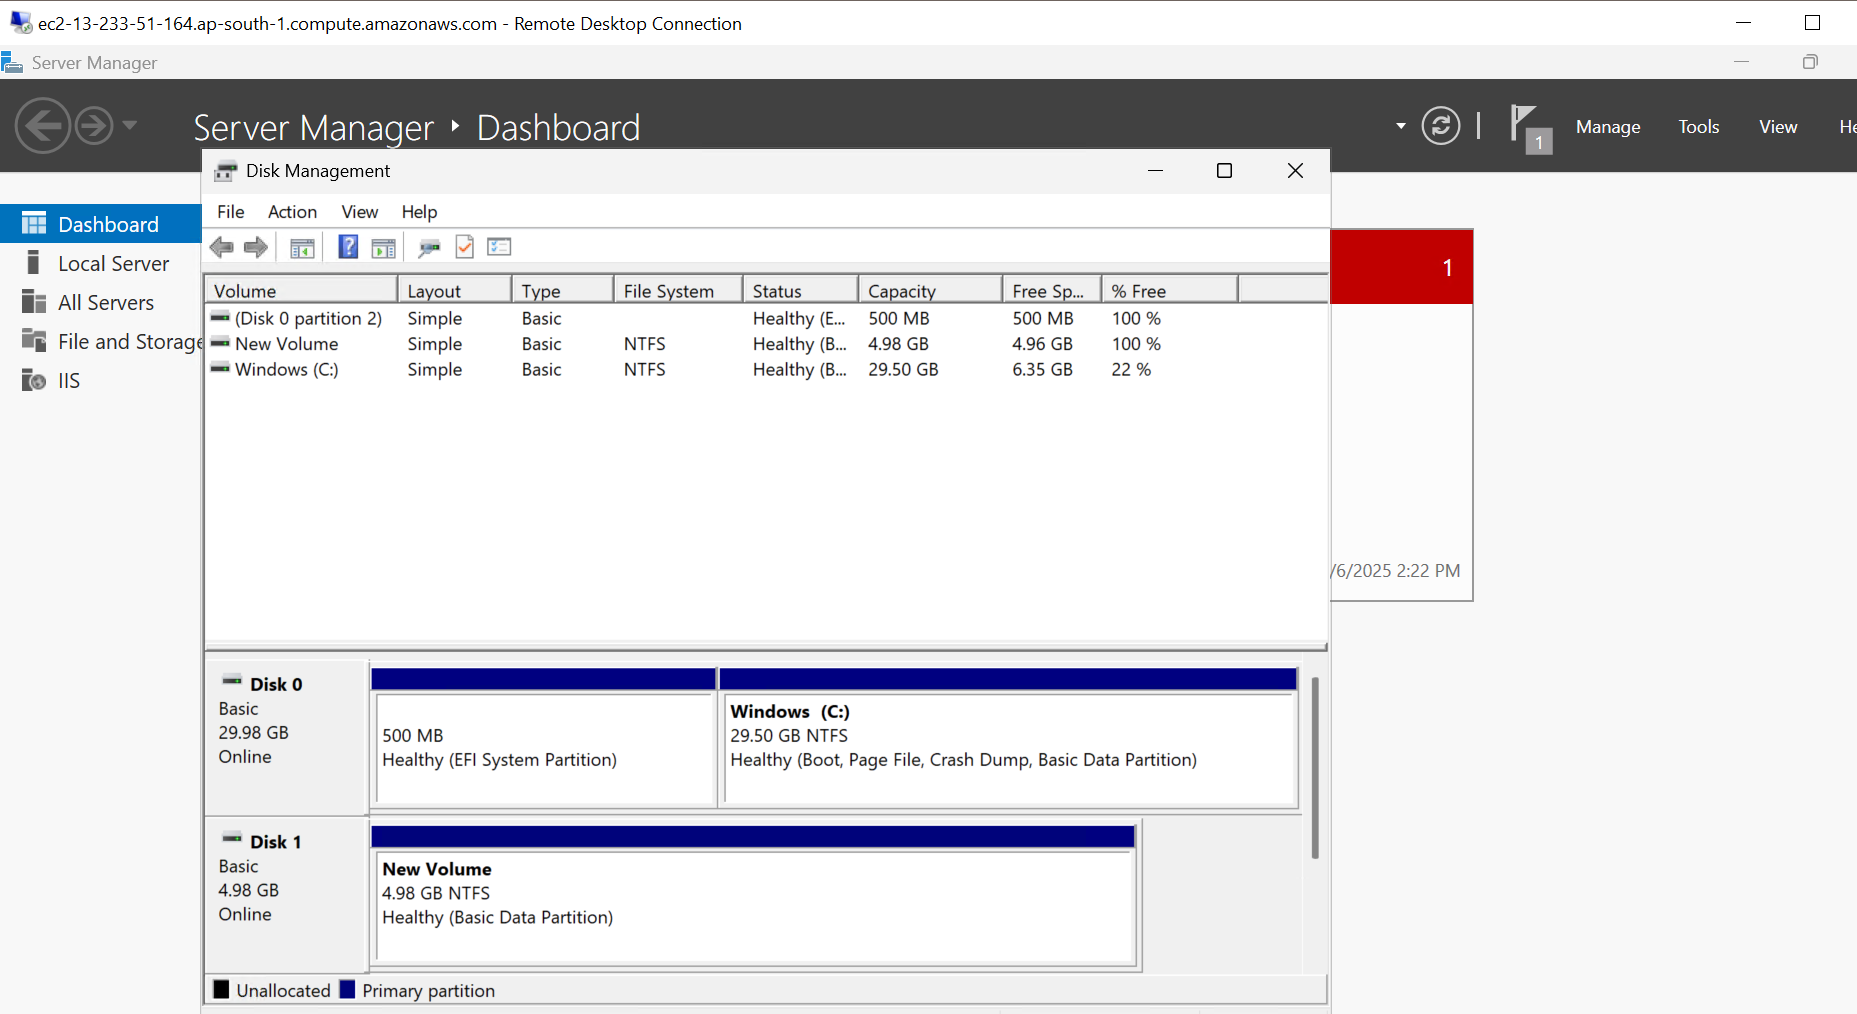 ec2-13-233-51-164.ap-south-1.compute.amazonaws.com - Remote Desktop Connection
Server Manager
Server Manager Dashboard
1
Manage Tools View He
Disk Management
File Action View Help
Dashboard
Local Server
All Servers
File and Storage
IIS
1
Volume Layout Type File System Status Capacity Free Sp... % Free
(Disk 0 partition 2) Simple Basic Healthy (E... 500 MB 500 MB 100 %
New Volume Simple Basic NTFS Healthy (B... 4.98 GB 4.96 GB 100 %
Windows (C:) Simple Basic NTFS Healthy (B... 29.50 GB 6.35 GB 22 %
/6/2025 2:22 PM
Disk 0
Basic
29.98 GB
Online
500 MB
Healthy (EFI System Partition)
Windows (C:)
29.50 GB NTFS
Healthy (Boot, Page File, Crash Dump, Basic Data Partition)
Disk 1
Basic
4.98 GB
Online
New Volume
4.98 GB NTFS
Healthy (Basic Data Partition)
Unallocated Primary partition